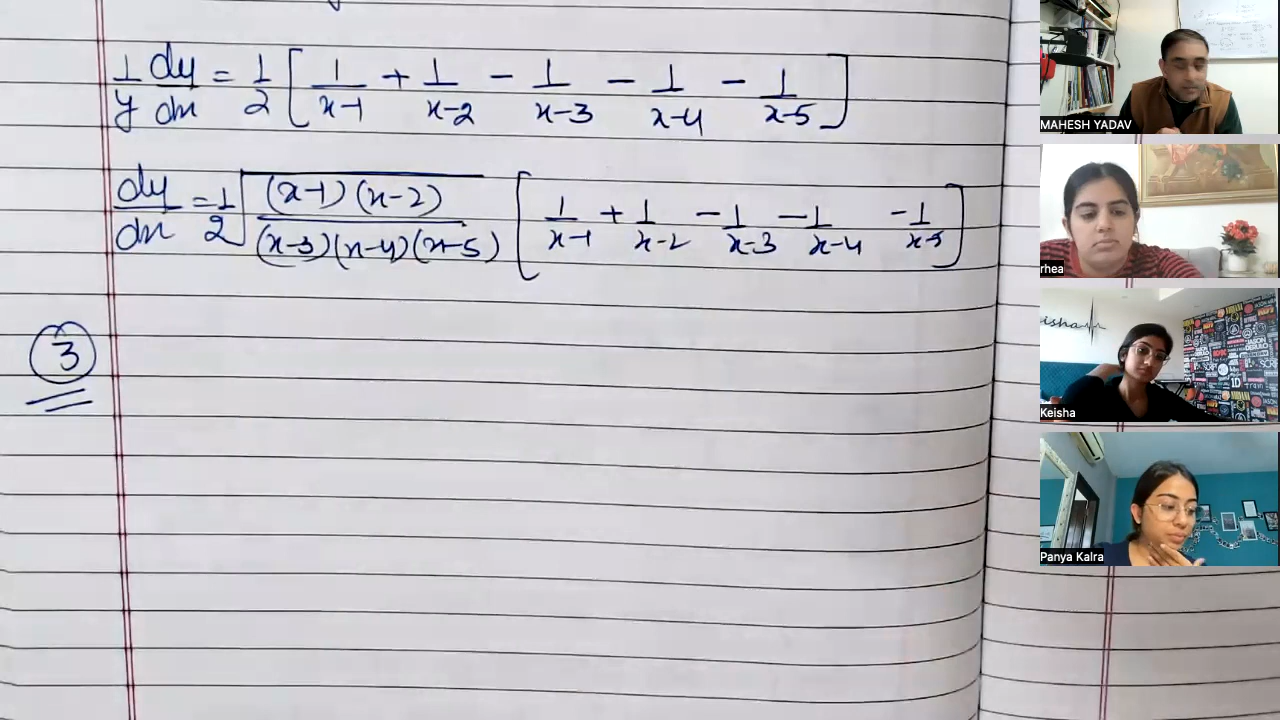 1/y dy/dx = 1/2 [ 1/x-1 + 1/x-2 - 1/x-3 - 1/x-4 - 1/x-5 ]
dy/dx = 1/2 √((x-1)(x-2)/(x-3)(x-4)(x-5)) [ 1/x-1 + 1/x-2 - 1/x-3 - 1/x-4 - 1/x-5 ]
3
MAHESH YADAV
rhea
isha
Keisha
Panya Kalra